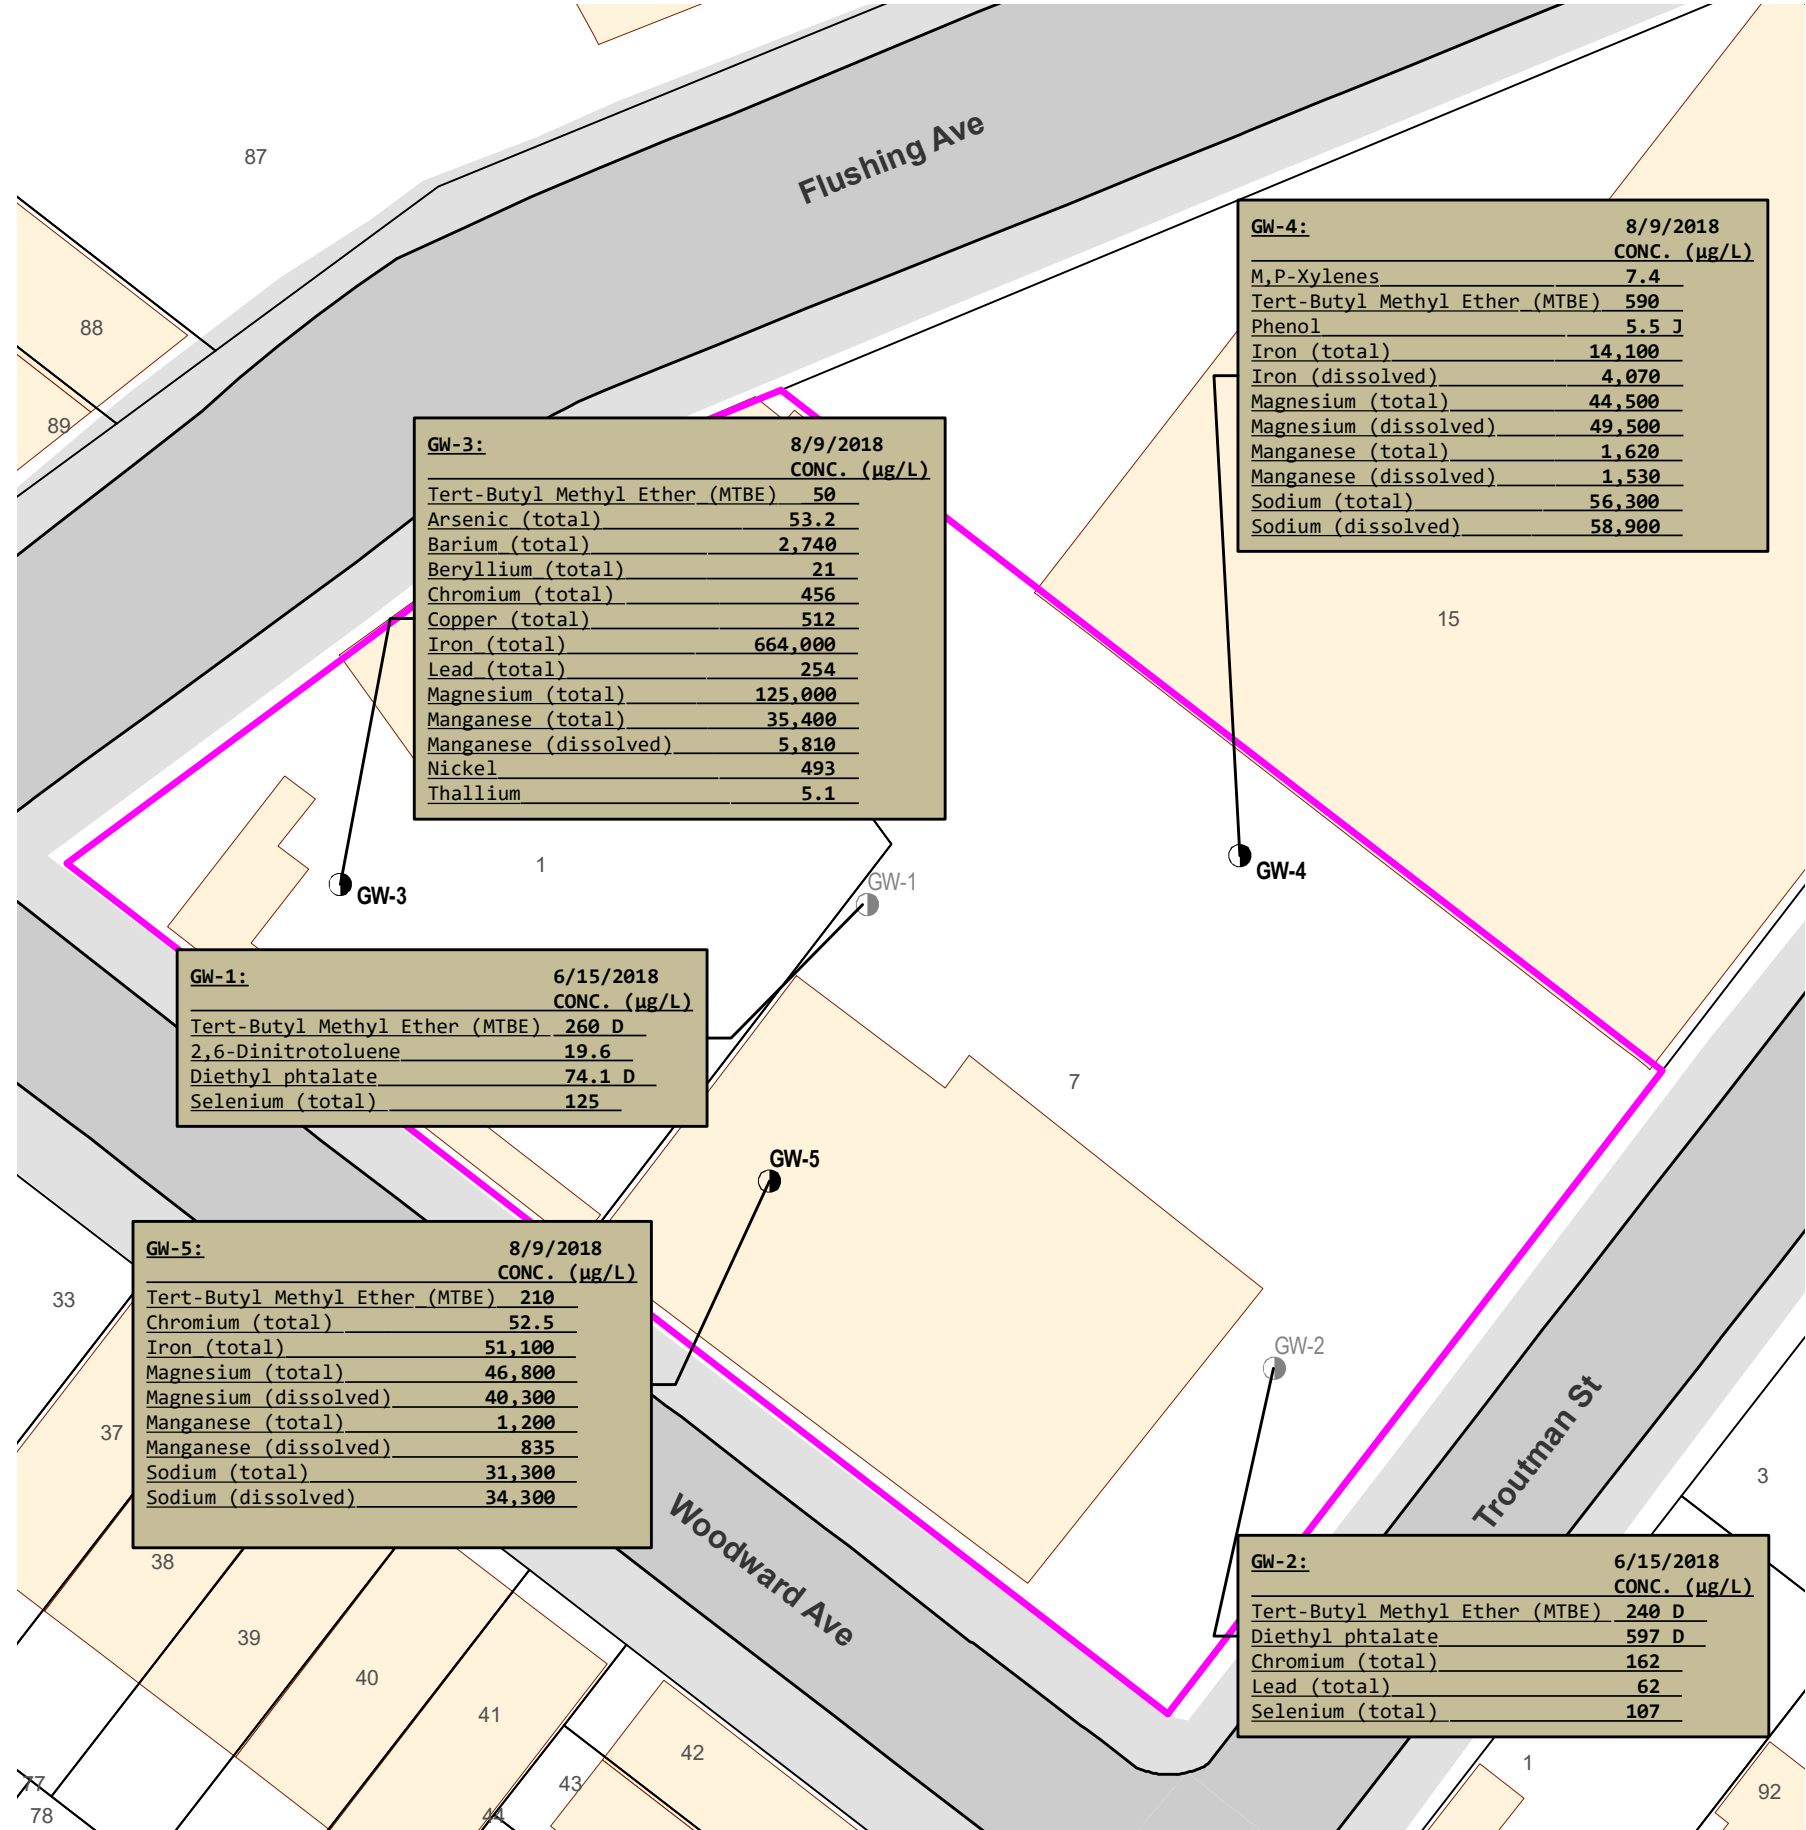 87
Flushing Ave
88
89
GW-4: 8/9/2018
CONC. (µg/L)
M,P-Xylenes 7.4
Tert-Butyl Methyl Ether (MTBE) 590
Phenol 5.5 J
Iron (total) 14,100
Iron (dissolved) 4,070
Magnesium (total) 44,500
Magnesium (dissolved) 49,500
Manganese (total) 1,620
Manganese (dissolved) 1,530
Sodium (total) 56,300
Sodium (dissolved) 58,900
GW-3: 8/9/2018
CONC. (µg/L)
Tert-Butyl Methyl Ether (MTBE) 50
Arsenic (total) 53.2
Barium (total) 2,740
Beryllium (total) 21
Chromium (total) 456
Copper (total) 512
Iron (total) 664,000
Lead (total) 254
Magnesium (total) 125,000
Manganese (total) 35,400
Manganese (dissolved) 5,810
Nickel 493
Thallium 5.1
15
1
GW-3
GW-1
GW-4
GW-1: 6/15/2018
CONC. (µg/L)
Tert-Butyl Methyl Ether (MTBE) 260 D
2,6-Dinitrotoluene 19.6
Diethyl phtalate 74.1 D
Selenium (total) 125
7
GW-5
GW-5: 8/9/2018
CONC. (µg/L)
Tert-Butyl Methyl Ether (MTBE) 210
Chromium (total) 52.5
Iron (total) 51,100
Magnesium (total) 46,800
Magnesium (dissolved) 40,300
Manganese (total) 1,200
Manganese (dissolved) 835
Sodium (total) 31,300
Sodium (dissolved) 34,300
33
GW-2
37
Troutman St
3
Woodward Ave
38
GW-2: 6/15/2018
CONC. (µg/L)
Tert-Butyl Methyl Ether (MTBE) 240 D
Diethyl phtalate 597 D
Chromium (total) 162
Lead (total) 62
Selenium (total) 107
39
40
41
42
43
44
1
92
77
78